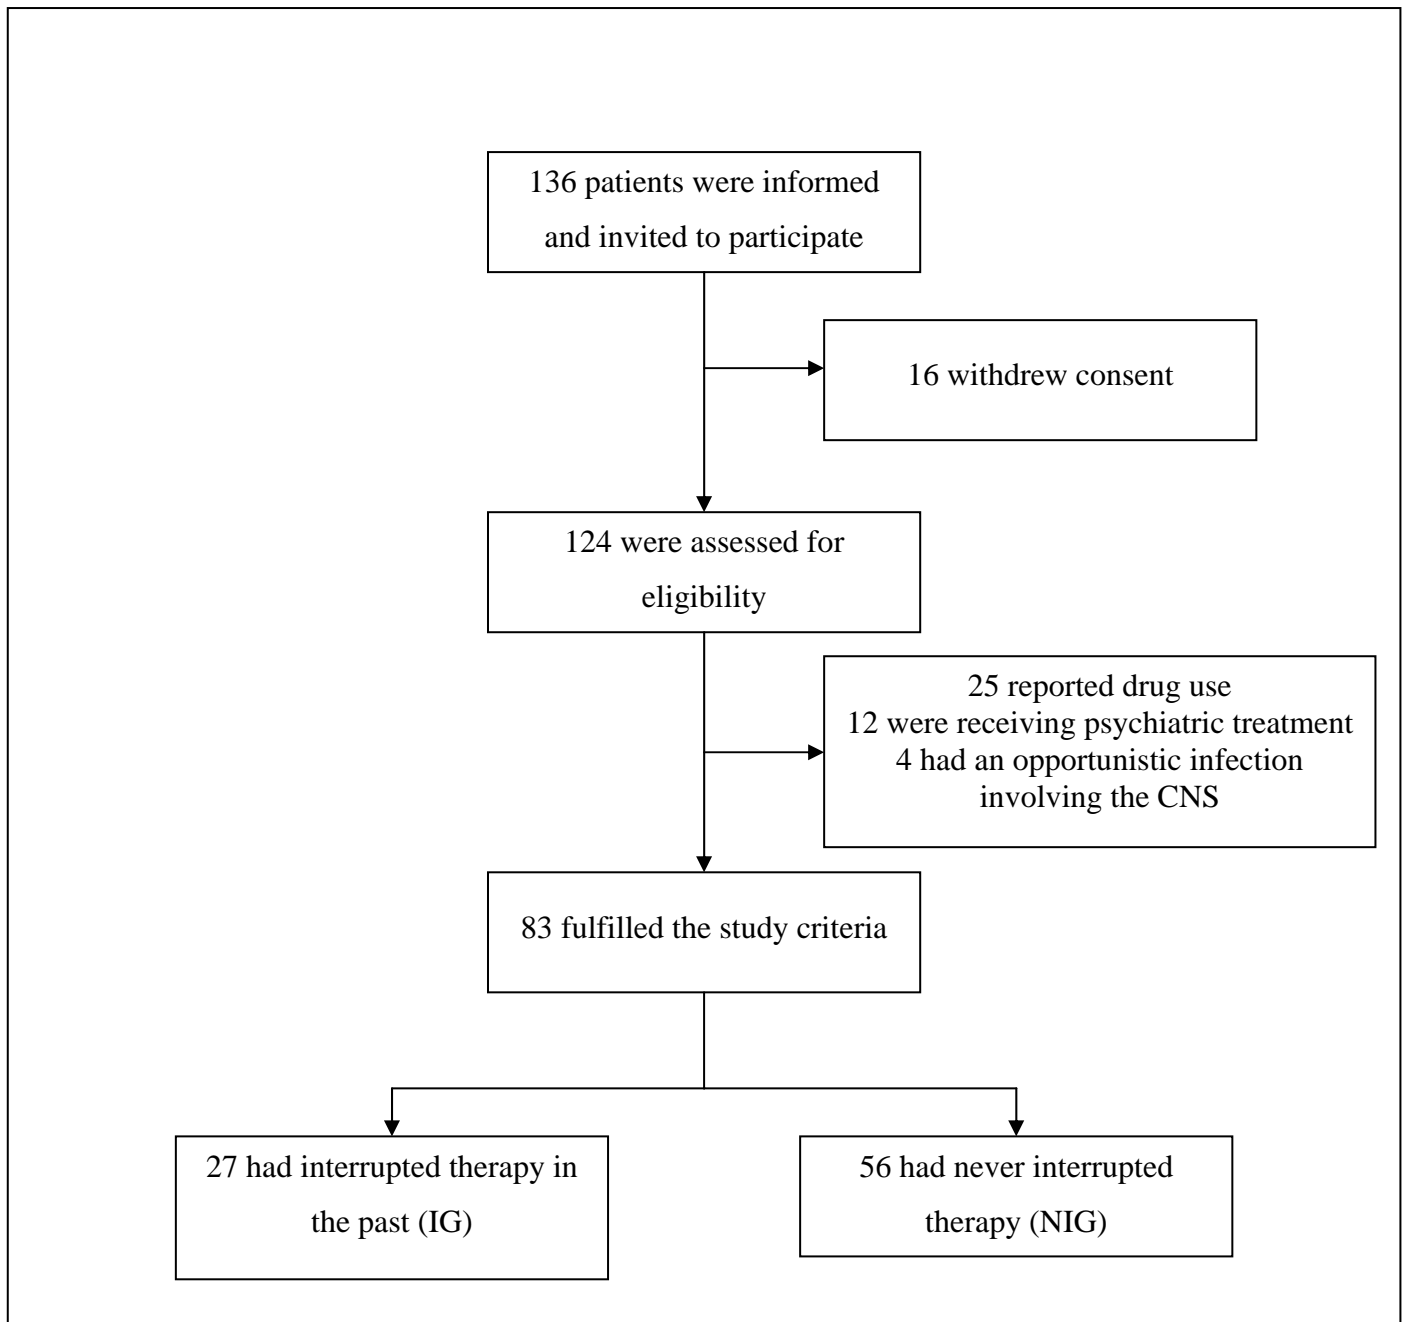 136 patients were informed
and invited to participate
16 withdrew consent
124 were assessed for
eligibility
25 reported drug use
12 were receiving psychiatric treatment
4 had an opportunistic infection
involving the CNS
83 fulfilled the study criteria
27 had interrupted therapy in
the past (IG)
56 had never interrupted
therapy (NIG)